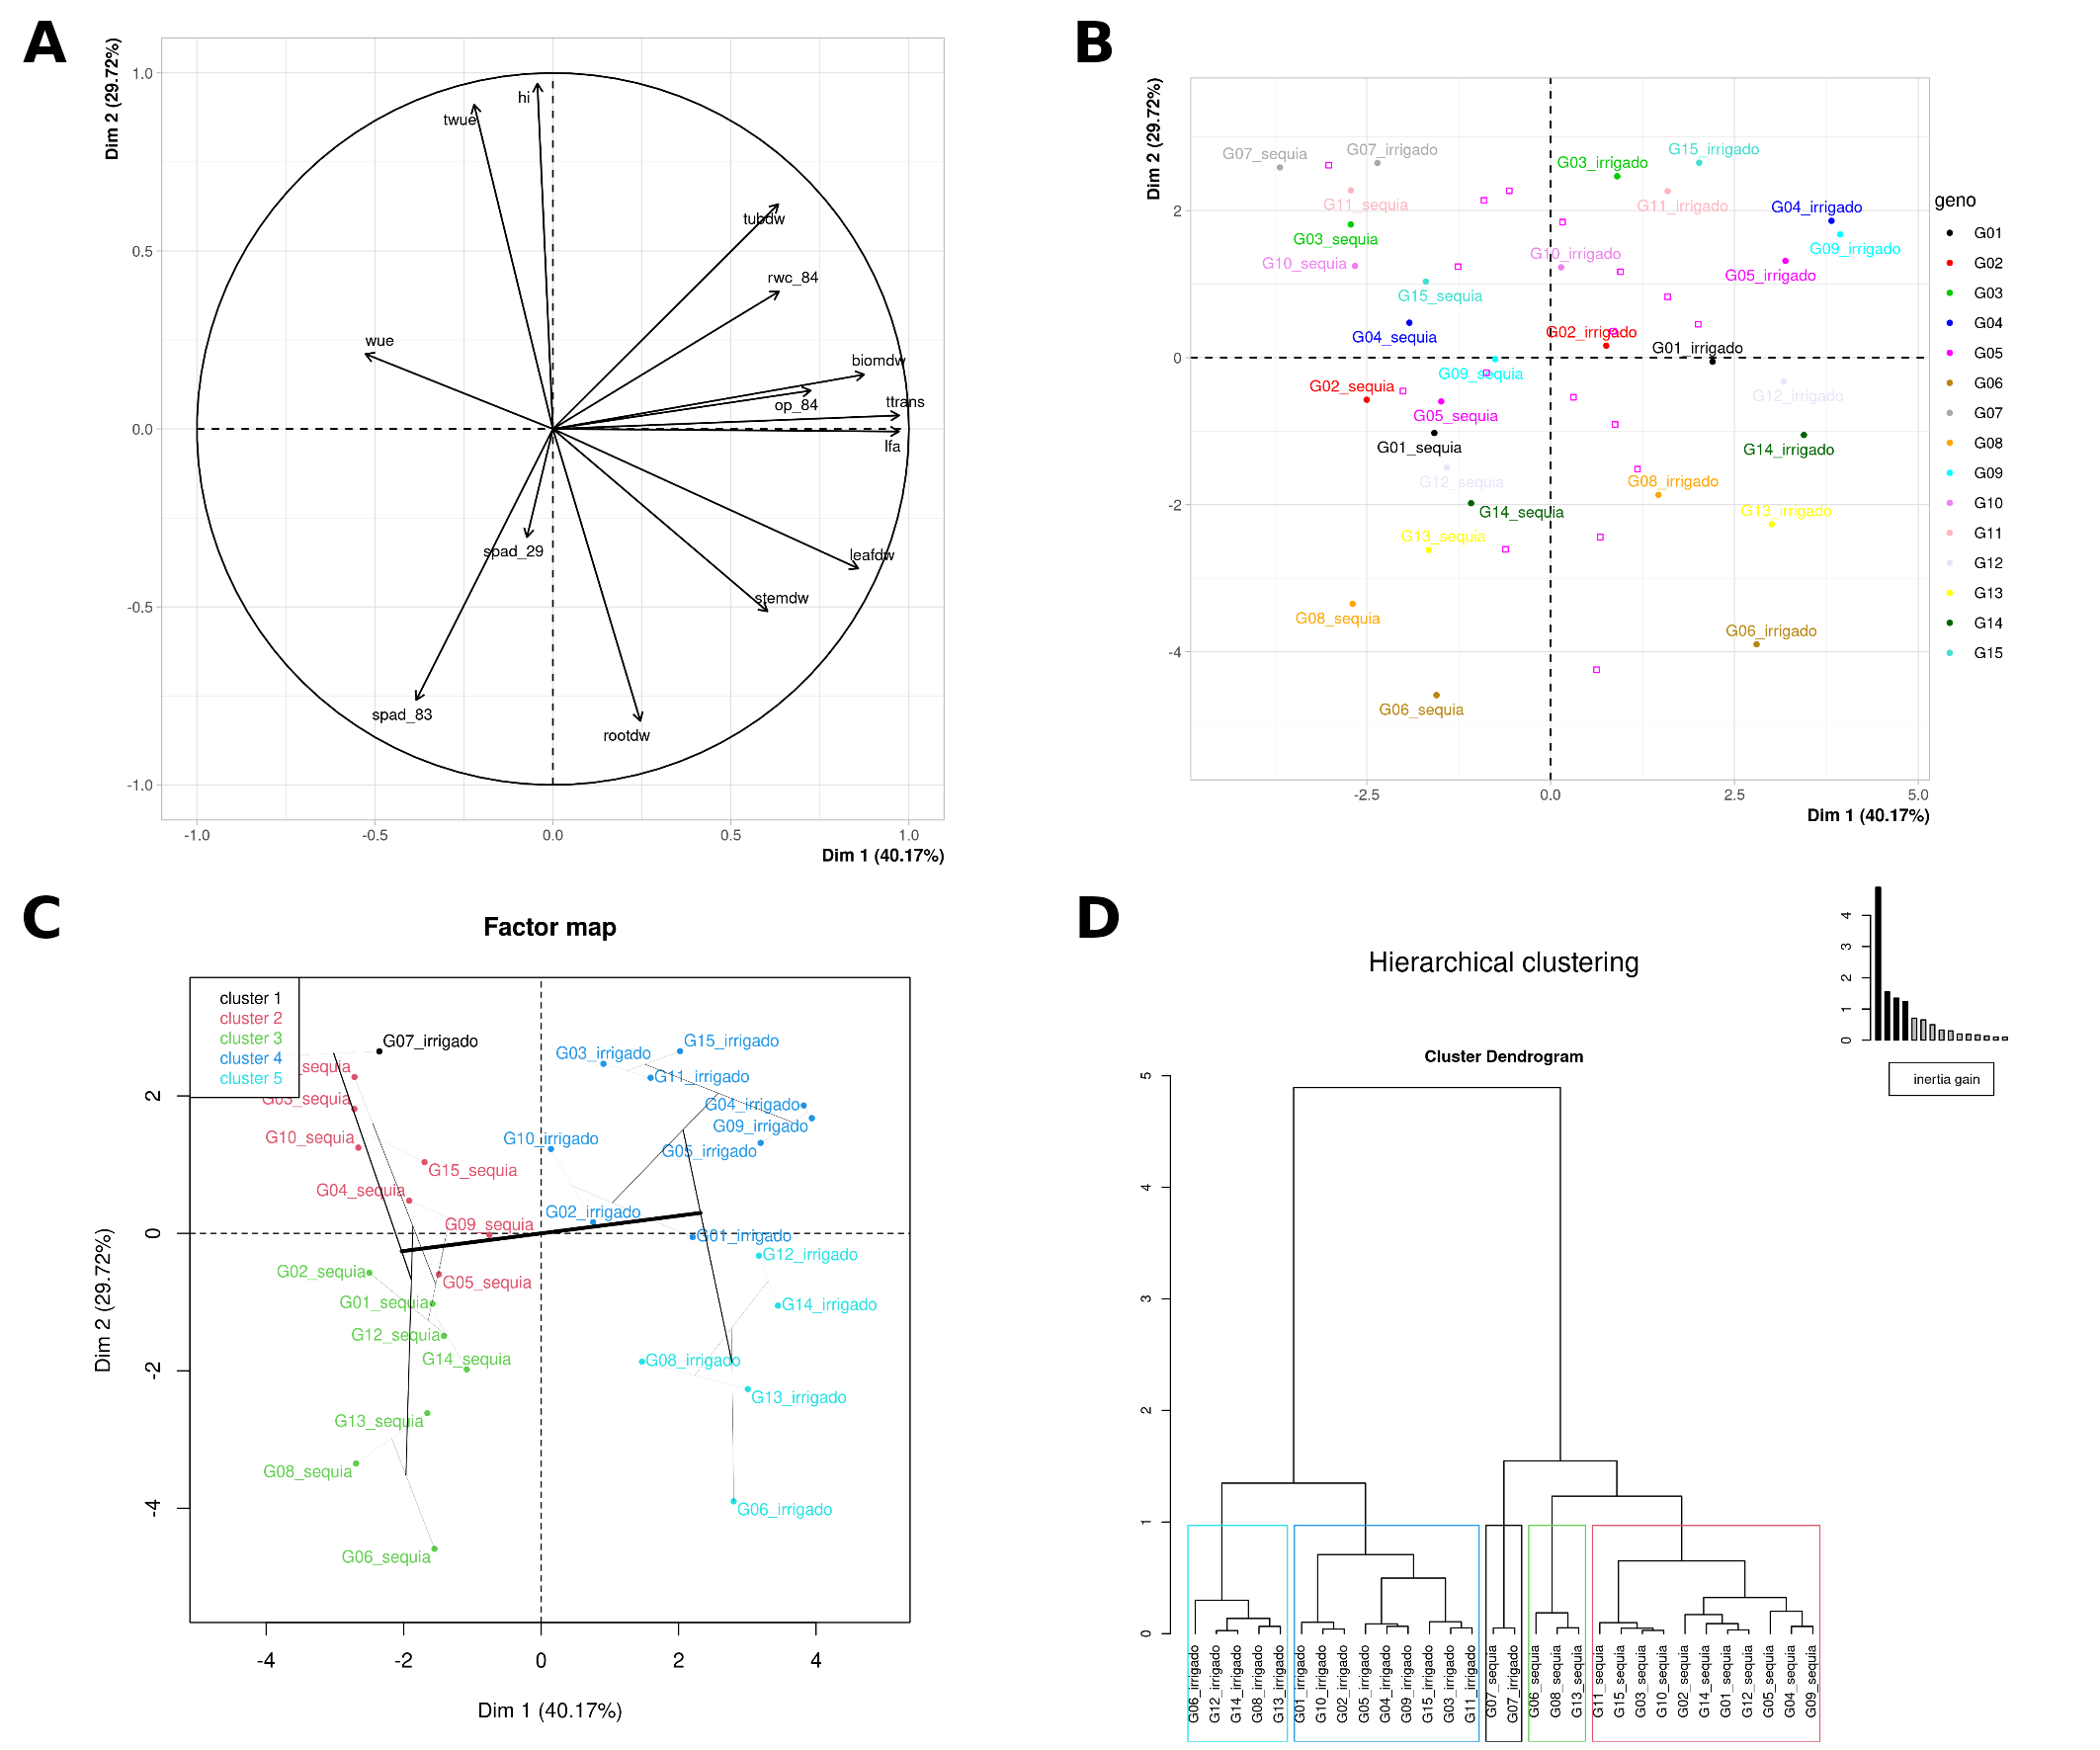 A
Dim 2 (29.72%)
1.0
0.5
0.0
-0.5
-1.0
hi
twue
tubdw
rwc_84
wue
biomdw
op_84
ttrans
lfa
spad_29
leafdw
stemdw
spad_83
rootdw
-1.0 -0.5 0.0 0.5 1.0
Dim 1 (40.17%)
B
Dim 2 (29.72%)
2
0
-2
-4
G07_sequia
G07_irrigado
G03_irrigado
G15_irrigado
G11_sequia
G11_irrigado
G04_irrigado
G03_sequia
G09_irrigado
G10_sequia
G10_irrigado
G05_irrigado
G15_sequia
G04_sequia
G02_irrigado
G01_irrigado
G09_sequia
G02_sequia
G12_irrigado
G05_sequia
G01_sequia
G14_irrigado
G12_sequia
G08_irrigado
G14_sequia
G13_irrigado
G13_sequia
G08_sequia
G06_irrigado
G06_sequia
-2.5 0.0 2.5 5.0
Dim 1 (40.17%)
geno
G01
G02
G03
G04
G05
G06
G07
G08
G09
G10
G11
G12
G13
G14
G15
C
Factor map
cluster 1
cluster 2
cluster 3
cluster 4
cluster 5
G07_irrigado
G15_irrigado
G03_irrigado
_sequia
G11_irrigado
G03_sequia
G04_irrigado
G09_irrigado
G10_sequia
G10_irrigado
G05_irrigado
G15_sequia
G04_sequia
G02_irrigado
G09_sequia
G01_irrigado
G12_irrigado
G02_sequia
G05_sequia
G01_sequia
G14_irrigado
G12_sequia
G14_sequia
G08_irrigado
G13_irrigado
G13_sequia
G08_sequia
G06_irrigado
G06_sequia
2
0
-2
-4
Dim 2 (29.72%)
-4 -2 0 2 4
Dim 1 (40.17%)
D
Hierarchical clustering
4
3
2
1
0
inertia gain
Cluster Dendrogram
5
4
3
2
1
0
G06_irrigado
G12_irrigado
G14_irrigado
G08_irrigado
G13_irrigado
G01_irrigado
G10_irrigado
G02_irrigado
G05_irrigado
G04_irrigado
G09_irrigado
G15_irrigado
G03_irrigado
G11_irrigado
G07_sequia
G07_irrigado
G06_sequia
G08_sequia
G13_sequia
G11_sequia
G15_sequia
G03_sequia
G10_sequia
G02_sequia
G14_sequia
G01_sequia
G12_sequia
G05_sequia
G04_sequia
G09_sequia